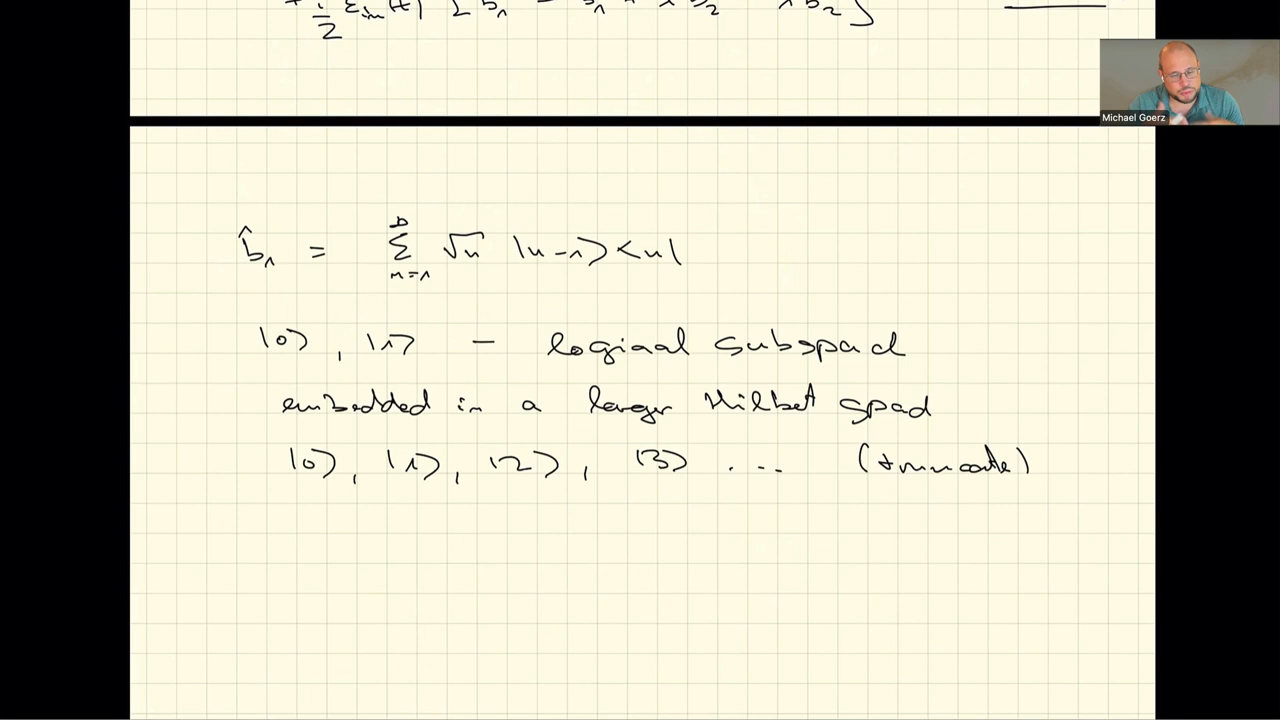 Michael Goerz
b̂₁ = Σ √n |n-1><n|
n=1
|0>, |1> - logical subspace
embedded in a larger Hilbert space
|0>, |1>, |2>, |3> ... (truncate)